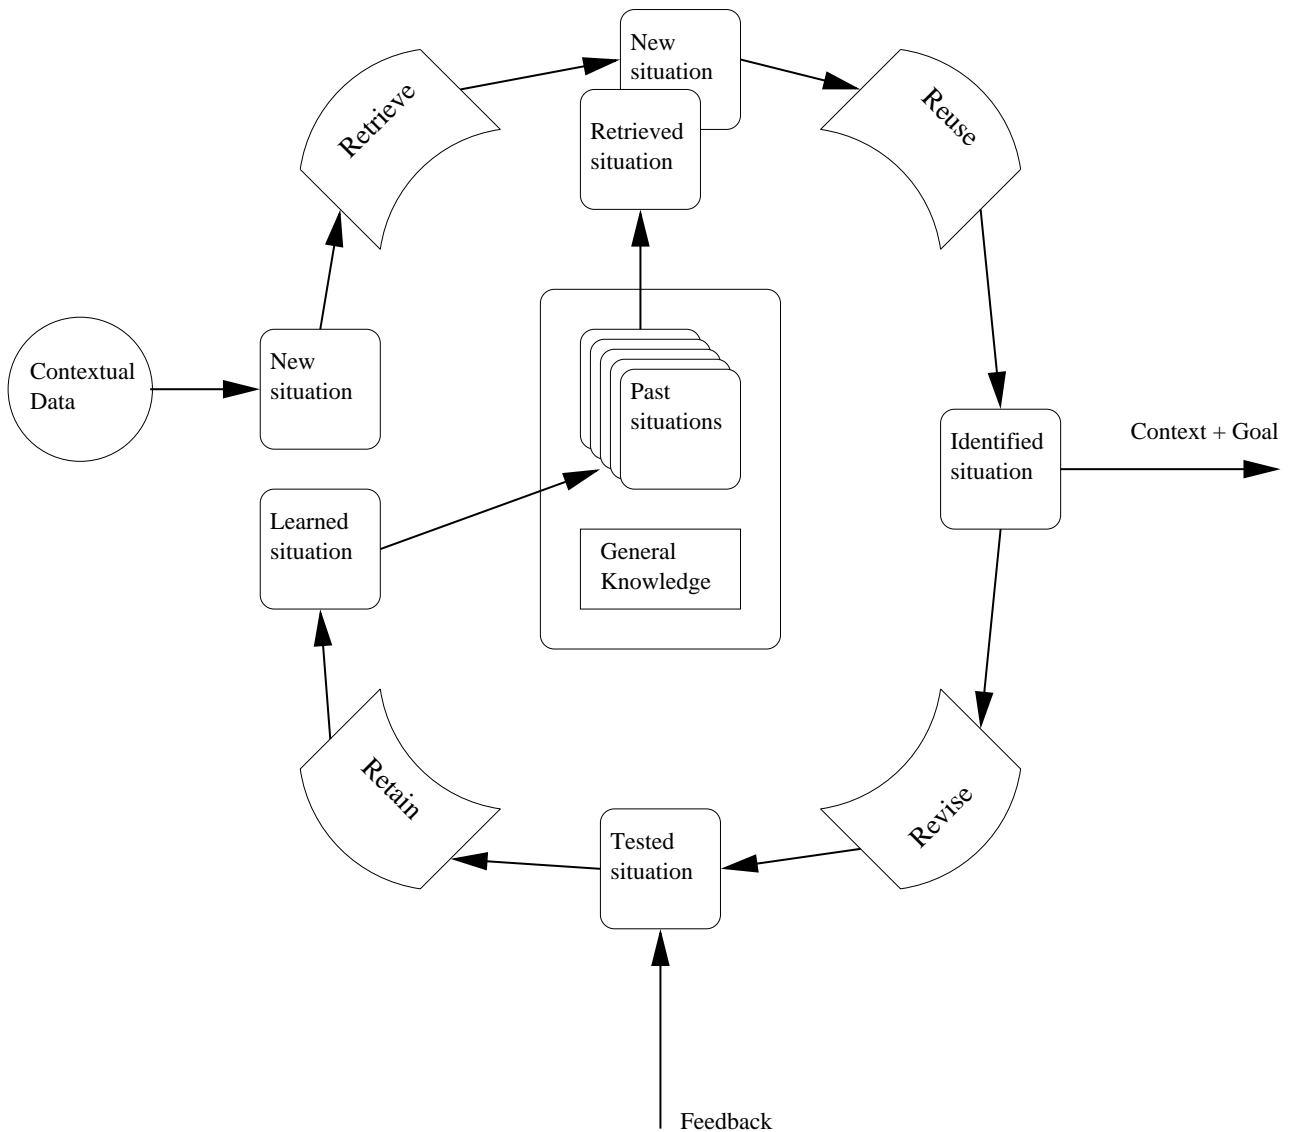 New
situation
Retrieve
Reuse
Retrieved
situation
Contextual
Data
New
situation
Past
situations
Identified
situation
Context + Goal
Learned
situation
General
Knowledge
Retain
Revise
Tested
situation
Feedback